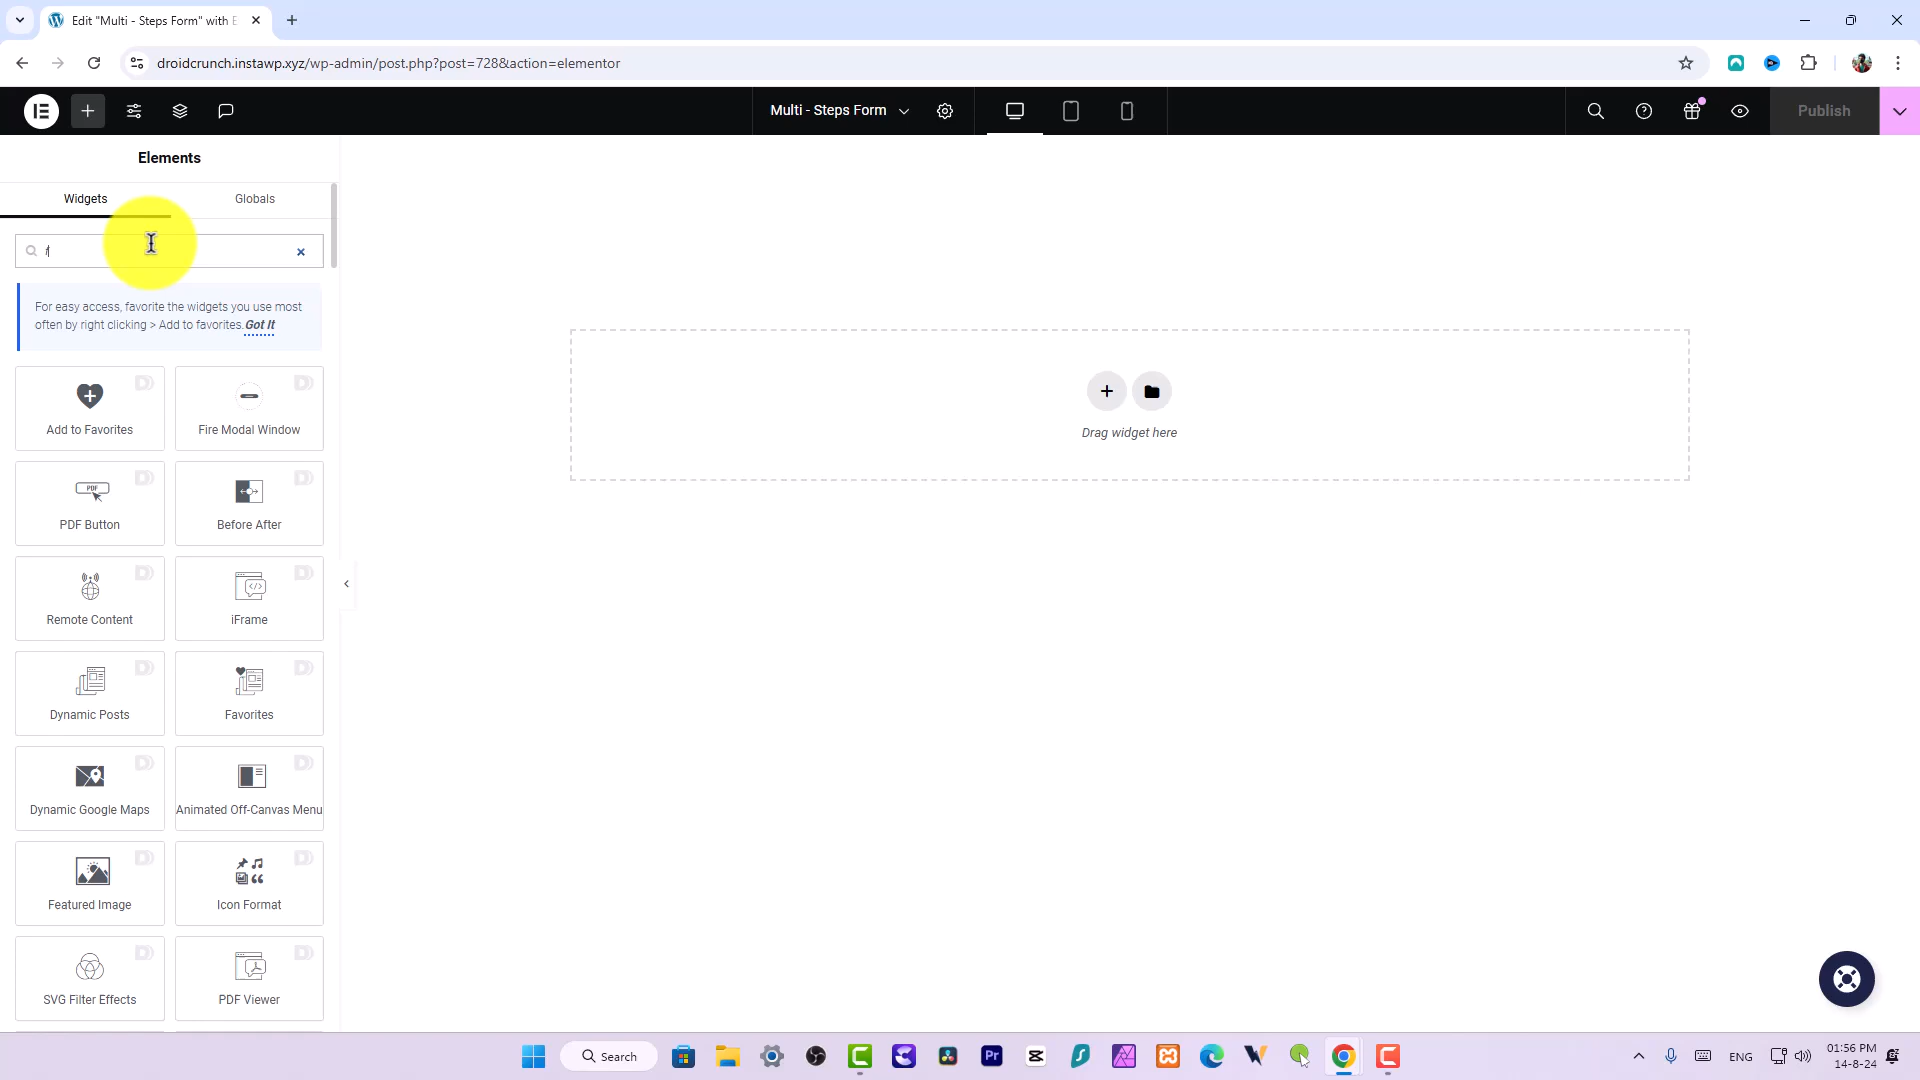 Edit "Multi - Steps Form" with E
droidcrunch.instawp.xyz/wp-admin/post.php?post=728&action=elementor
Multi - Steps Form
Publish
Elements
Widgets
Globals
f
For easy access, favorite the widgets you use most
often by right clicking > Add to favorites. Got It
Add to Favorites
Fire Modal Window
PDF
PDF Button
Before After
Remote Content
iFrame
Dynamic Posts
Favorites
Dynamic Google Maps
Animated Off-Canvas Menu
Featured Image
Icon Format
SVG Filter Effects
PDF Viewer
Drag widget here
Search
Pr
ENG
01:56 PM
14-8-24